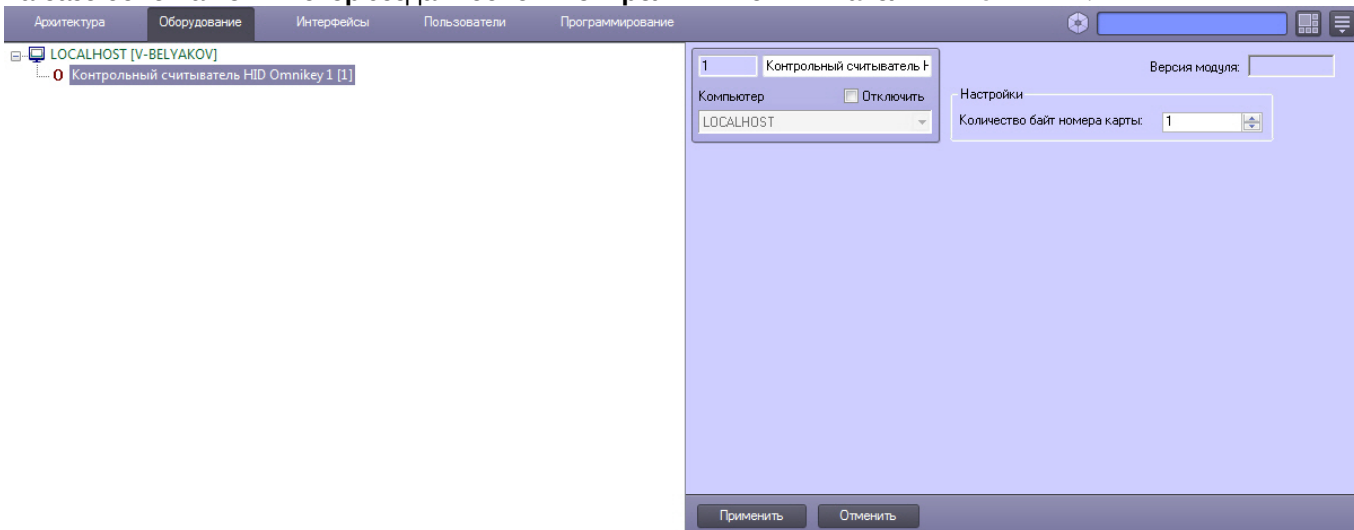 Архитектура Оборудование Интерфейсы Пользователи Программирование
LOCALHOST [V-BELYAKOV]
Контрольный считыватель HID Omnikey 1 [1]
1 Контрольный считыватель H
Версия модуля:
Компьютер Отключить
Настройки
LOCALHOST
Количество байт номера карты: 1
Применить Отменить